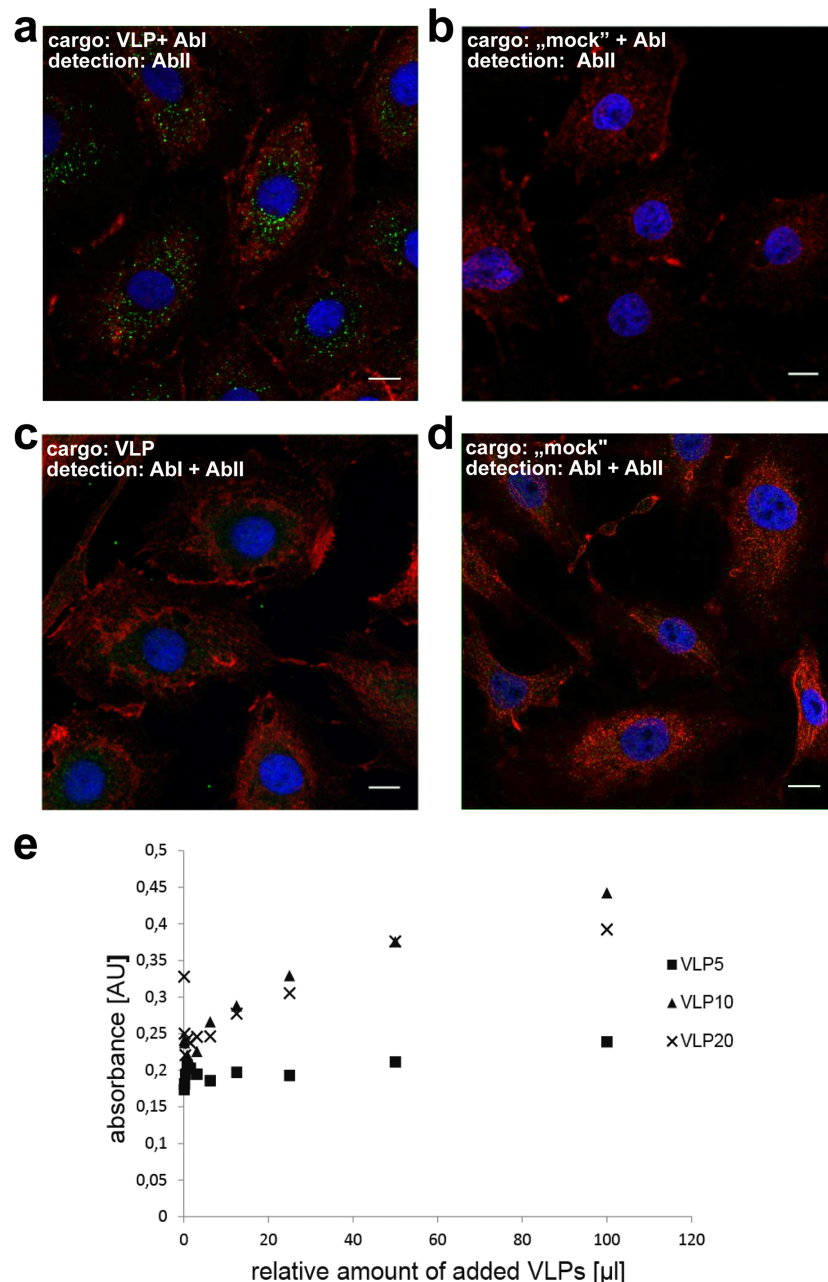 a
cargo: VLP+ AbI
detection: AbII
b
cargo: „mock” + AbI
detection: AbII
c
cargo: VLP
detection: AbI + AbII
d
cargo: „mock"
detection: AbI + AbII
e
0,5
0,45
0,4
0,35
0,3
0,25
0,2
0,15
0,1
0,05
0
absorbance [AU]
0 20 40 60 80 100 120
relative amount of added VLPs [µl]
VLP5
VLP10
VLP20